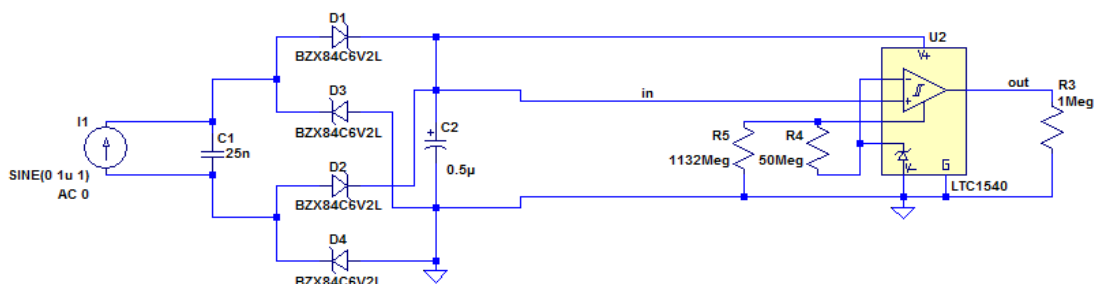 D1
BZX84C6V2L
D3
BZX84C6V2L
I1
SINE(0 1u 1)
AC 0
C1
25n
D2
BZX84C6V2L
D4
BZX84C6V2L
C2
0.5µ
in
R5
1132Meg
R4
50Meg
U2
V+
V-
G
LTC1540
out
R3
1Meg